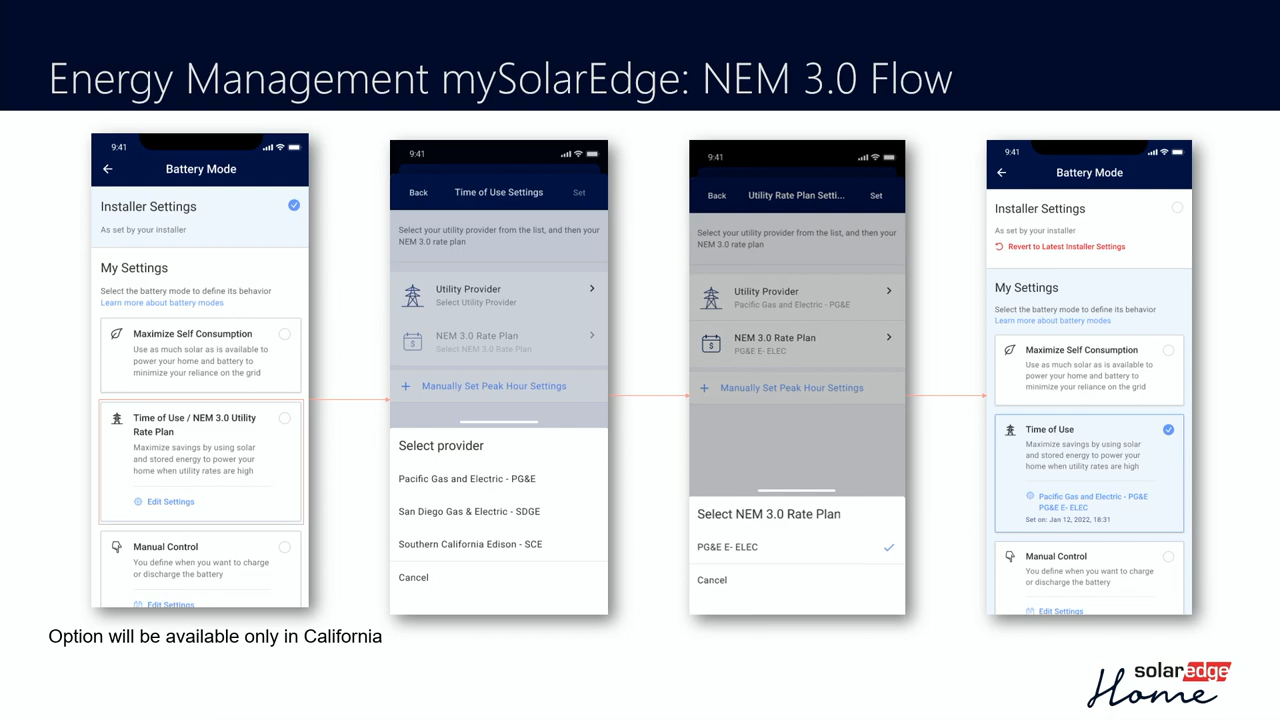 Energy Management mySolarEdge: NEM 3.0 Flow
9:41
Battery Mode
Installer Settings
As set by your installer
My Settings
Select the battery mode to define its behavior
Learn more about battery modes
Maximize Self Consumption
Use as much solar as is available to
power your home and battery to
minimize your reliance on the grid
Time of Use / NEM 3.0 Utility
Rate Plan
Maximize savings by using solar
and stored energy to power your
home when utility rates are high
Edit Settings
Manual Control
You define when you want to charge
or discharge the battery
Edit Settings
9:41
Back
Time of Use Settings
Set
Select your utility provider from the list, and then your
NEM 3.0 rate plan
Utility Provider
Select Utility Provider
NEM 3.0 Rate Plan
Select NEM 3.0 Rate Plan
+ Manually Set Peak Hour Settings
Select provider
Pacific Gas and Electric - PG&E
San Diego Gas & Electric - SDGE
Southern California Edison - SCE
Cancel
9:41
Back
Utility Rate Plan Setti...
Set
Select your utility provider from the list, and then your
NEM 3.0 rate plan
Utility Provider
Pacific Gas and Electric - PG&E
NEM 3.0 Rate Plan
PG&E E- ELEC
+ Manually Set Peak Hour Settings
Select NEM 3.0 Rate Plan
PG&E E- ELEC
Cancel
9:41
Battery Mode
Installer Settings
As set by your installer
Revert to Latest Installer Settings
My Settings
Select the battery mode to define its behavior
Learn more about battery modes
Maximize Self Consumption
Use as much solar as is available to
power your home and battery to
minimize your reliance on the grid
Time of Use
Maximize savings by using solar
and stored energy to power your
home when utility rates are high
Pacific Gas and Electric - PG&E
PG&E E- ELEC
Set on: Jan 12, 2022, 18:31
Manual Control
You define when you want to charge
or discharge the battery
Edit Settings
Option will be available only in California
solaredge
Home